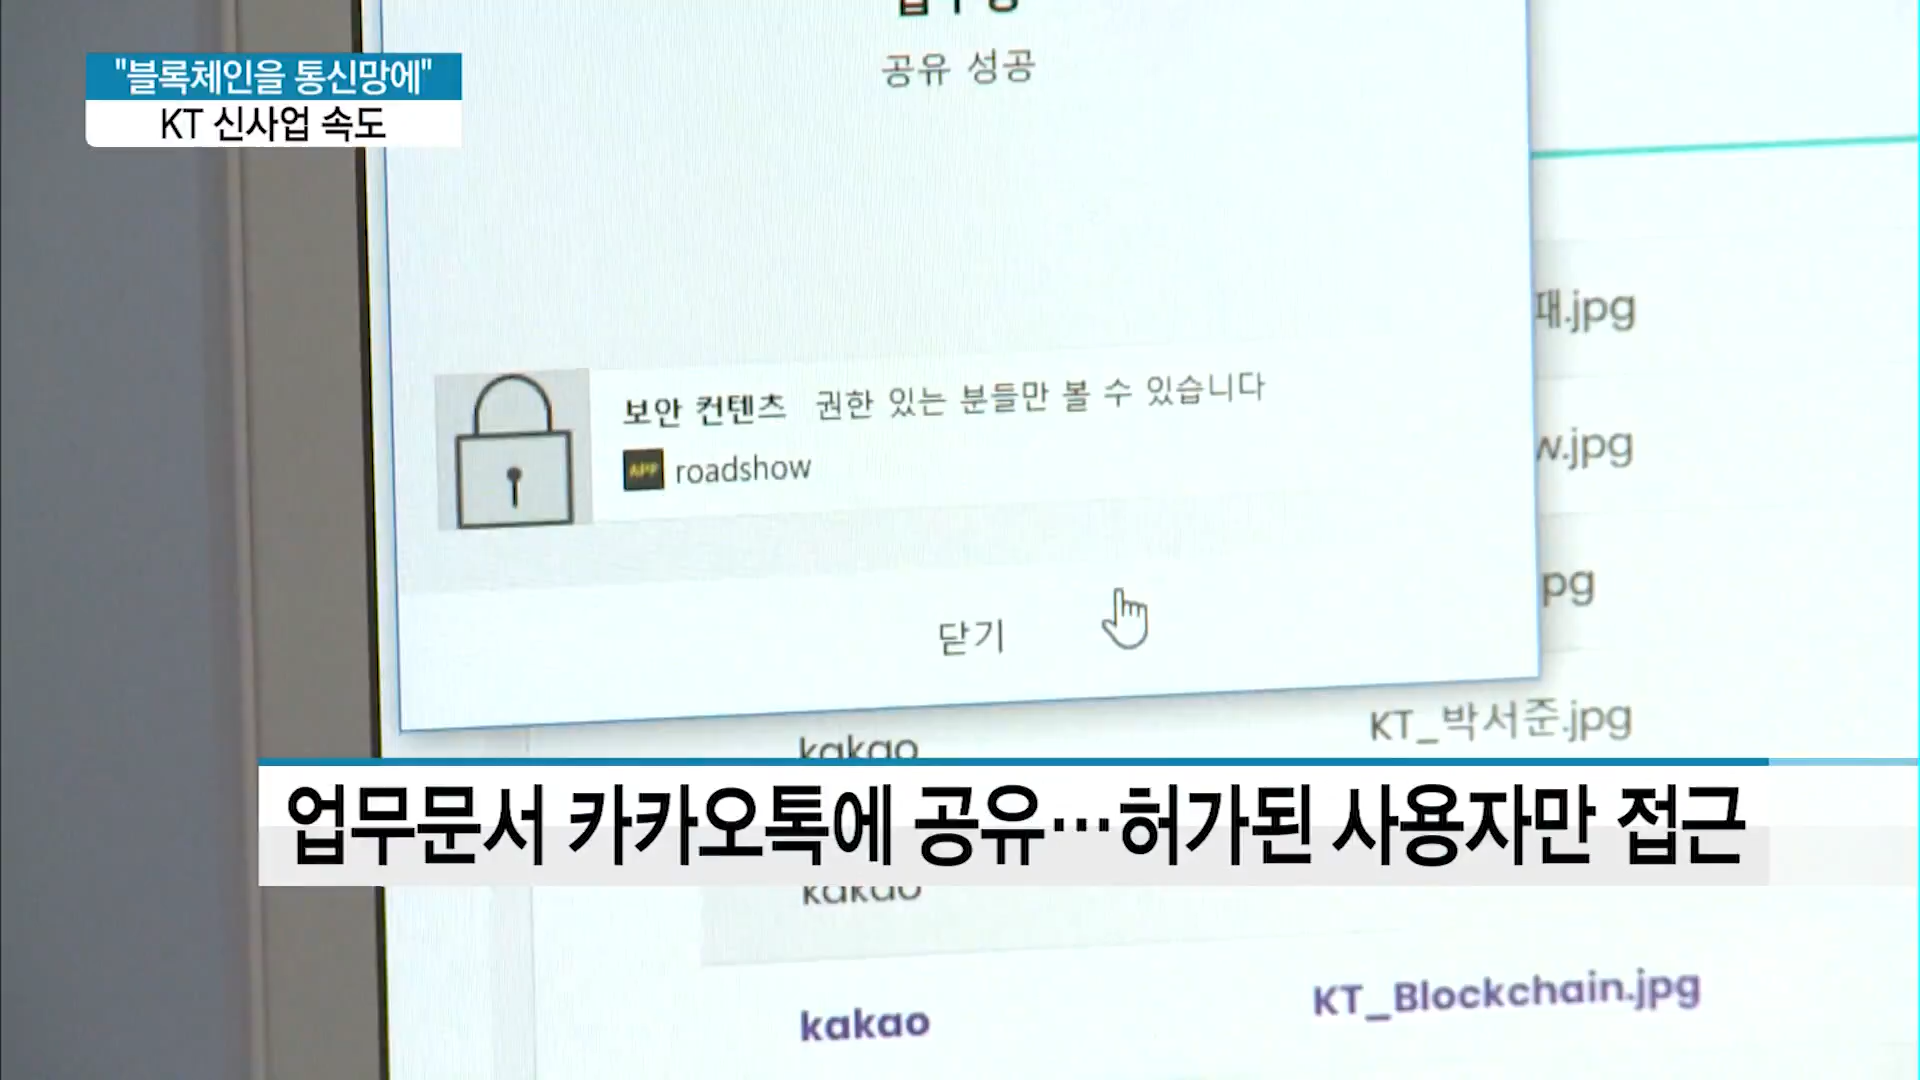 "블록체인을 통신망에"
KT 신사업 속도
공유 성공
.jpg
보안 컨텐츠 권한 있는 분들만 볼 수 있습니다
APP roadshow
w.jpg
pg
닫기
KT_박서준.jpg
kakao
업무문서 카카오톡에 공유…허가된 사용자만 접근
kakao
kakao KT_Blockchain.jpg